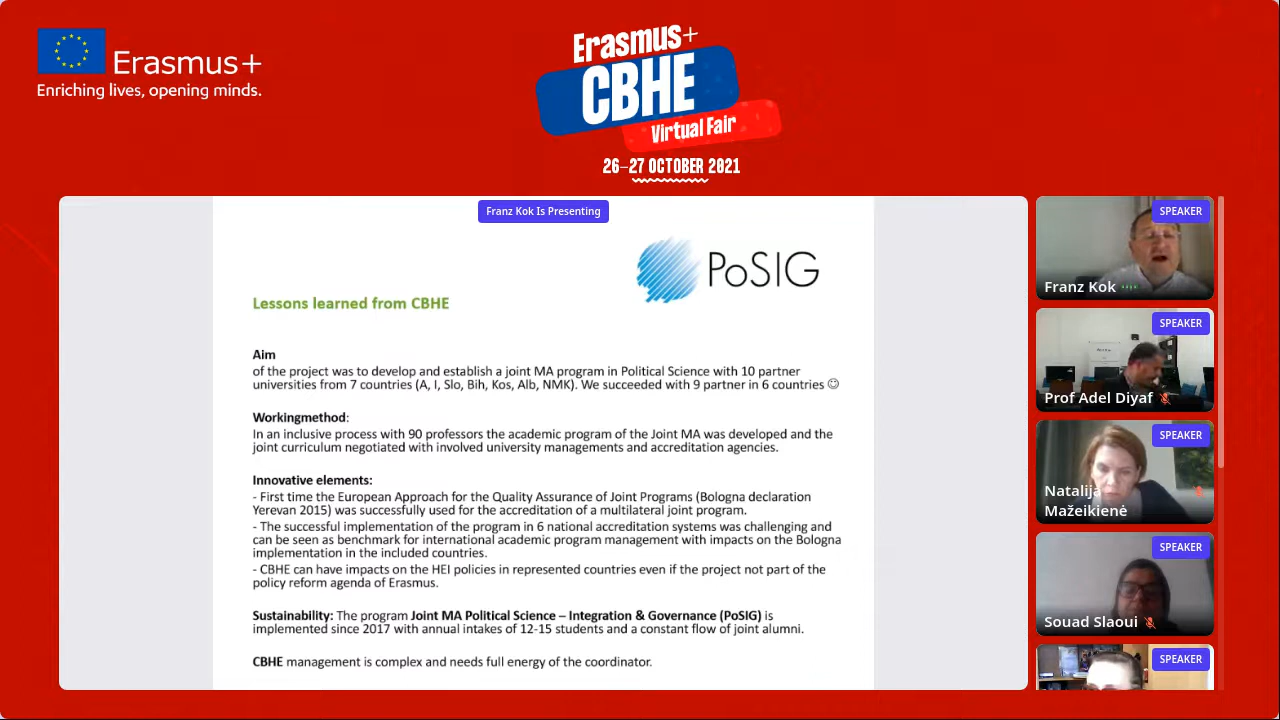 Erasmus+
Enriching lives, opening minds.
Erasmus+
CBHE
Virtual Fair
26–27 OCTOBER 2021
Franz Kok Is Presenting
PoSIG
Lessons learned from CBHE
Aim
of the project was to develop and establish a joint MA program in Political Science with 10 partner
universities from 7 countries (A, I, Slo, Bih, Kos, Alb, NMK). We succeeded with 9 partner in 6 countries ☺
Workingmethod:
In an inclusive process with 90 professors the academic program of the Joint MA was developed and the
joint curriculum negotiated with involved university managements and accreditation agencies.
Innovative elements:
- First time the European Approach for the Quality Assurance of Joint Programs (Bologna declaration
Yerevan 2015) was successfully used for the accreditation of a multilateral joint program.
- The successful implementation of the program in 6 national accreditation systems was challenging and
can be seen as benchmark for international academic program management with impacts on the Bologna
implementation in the included countries.
- CBHE can have impacts on the HEI policies in represented countries even if the project not part of the
policy reform agenda of Erasmus.
Sustainability: The program Joint MA Political Science – Integration & Governance (PoSIG) is
implemented since 2017 with annual intakes of 12-15 students and a constant flow of joint alumni.
CBHE management is complex and needs full energy of the coordinator.
SPEAKER
Franz Kok
SPEAKER
Prof Adel Diyaf
SPEAKER
Natalija
Mažeikienė
SPEAKER
Souad Slaoui
SPEAKER